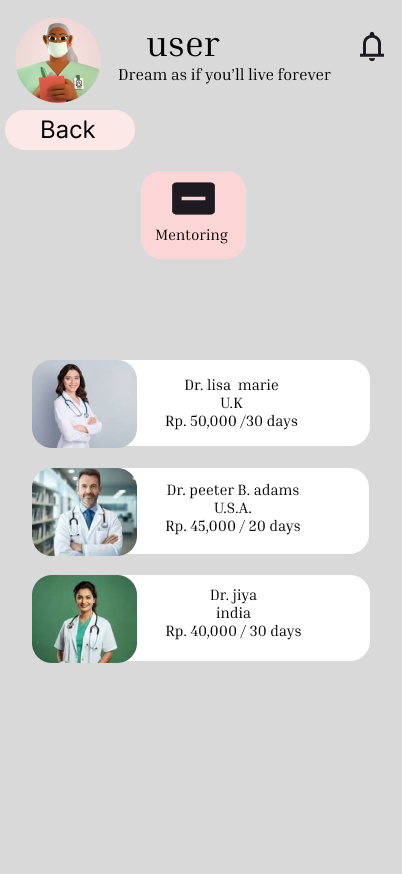 user
Dream as if you'll live forever
Back
Mentoring
Dr. lisa marie
U.K
Rp. 50,000 /30 days
Dr. peeter B. adams
U.S.A.
Rp. 45,000 / 20 days
Dr. jiya
india
Rp. 40,000 / 30 days